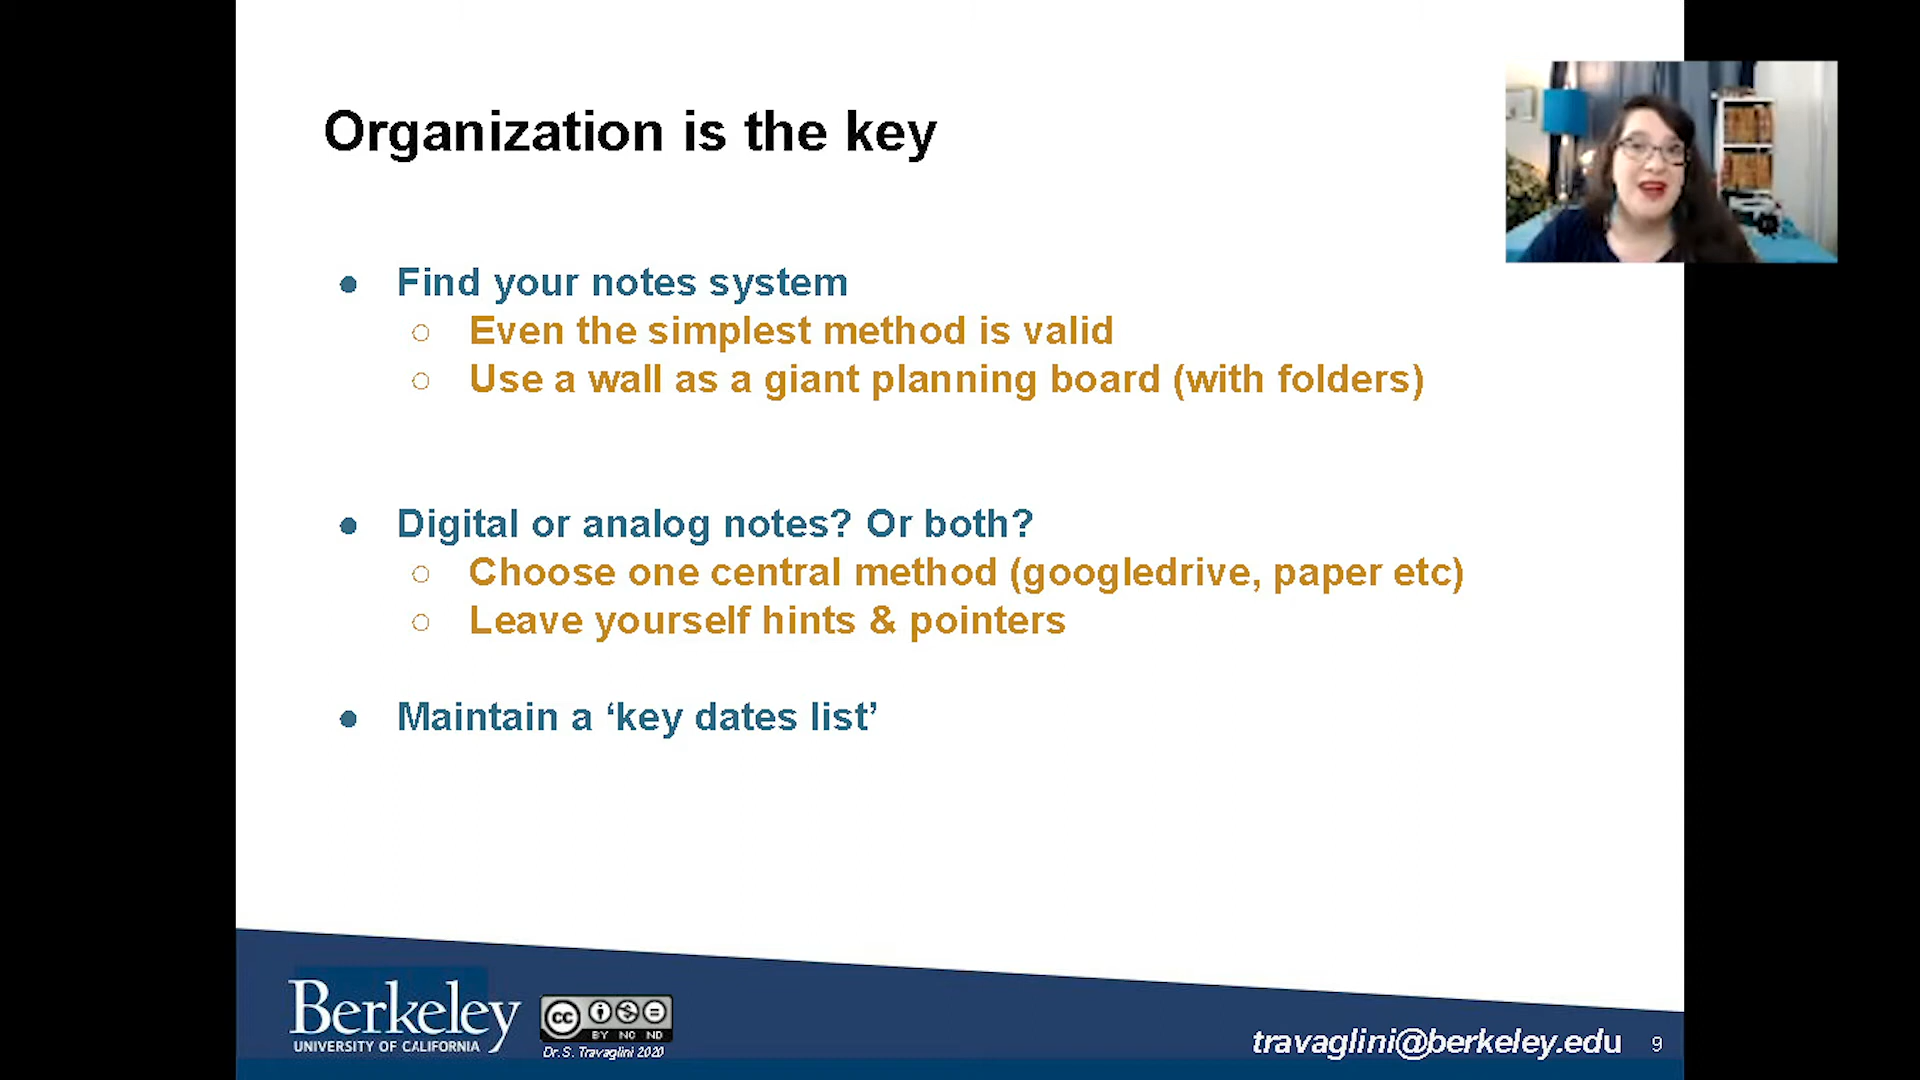 Organization is the key
● Find your notes system
○ Even the simplest method is valid
○ Use a wall as a giant planning board (with folders)
● Digital or analog notes? Or both?
○ Choose one central method (googledrive, paper etc)
○ Leave yourself hints & pointers
● Maintain a ‘key dates list’
Berkeley
UNIVERSITY OF CALIFORNIA
cc
BY NC ND
Dr. S. Travaglini 2020
travaglini@berkeley.edu
9